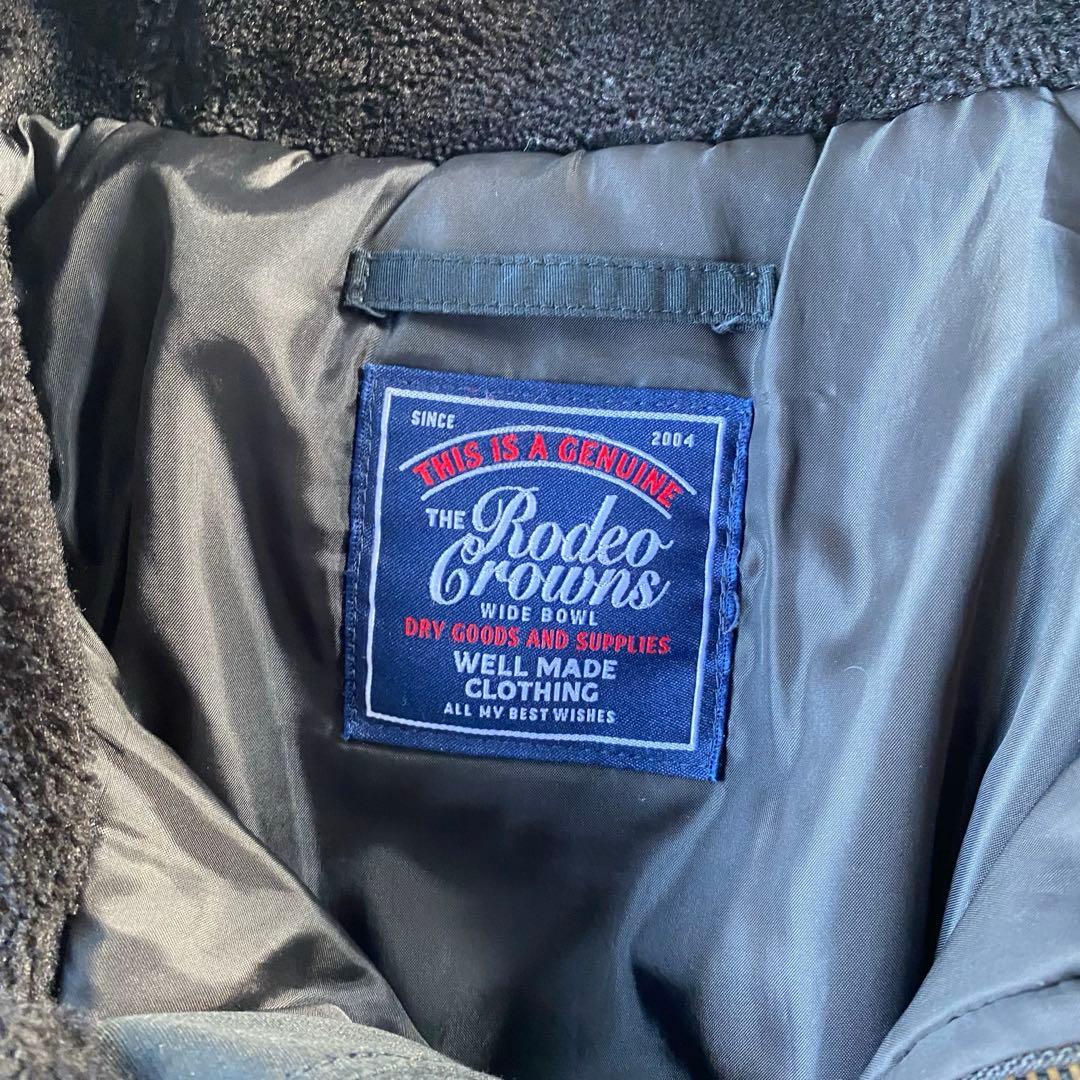 SINCE 2004
THIS IS A GENUINE
THE Rodeo
Crowns
WIDE BOWL
DRY GOODS AND SUPPLIES
WELL MADE
CLOTHING
ALL MY BEST WISHES